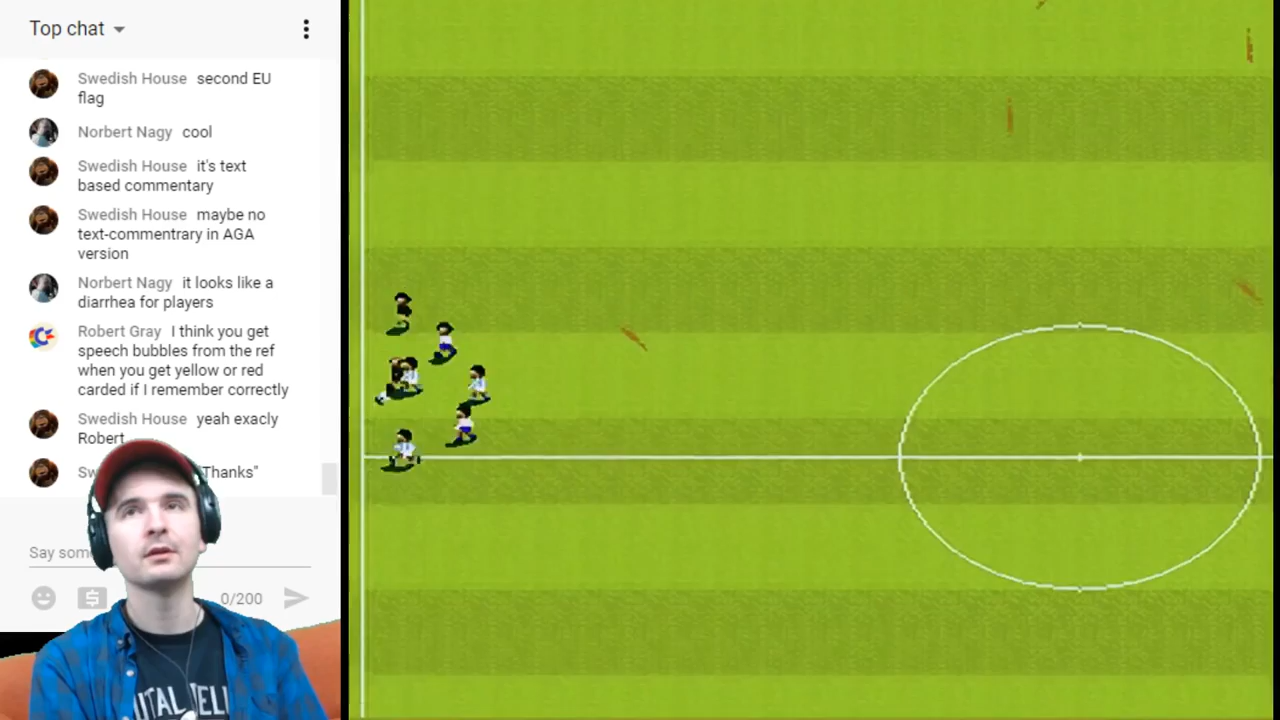 Top chat
Swedish House second EU
flag
Norbert Nagy cool
Swedish House it's text
based commentary
Swedish House maybe no
text-commentrary in AGA
version
Norbert Nagy it looks like a
diarrhea for players
Robert Gray I think you get
speech bubbles from the ref
when you get yellow or red
carded if I remember correctly
Swedish House yeah exacly
Robert
Thanks"
Say
0/200